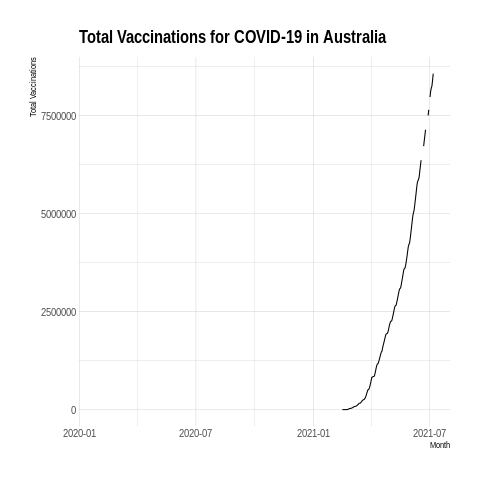 Total Vaccinations for COVID-19 in Australia
Total Vaccinations
7500000
5000000
2500000
0
2020-01 2020-07 2021-01 2021-07
Month